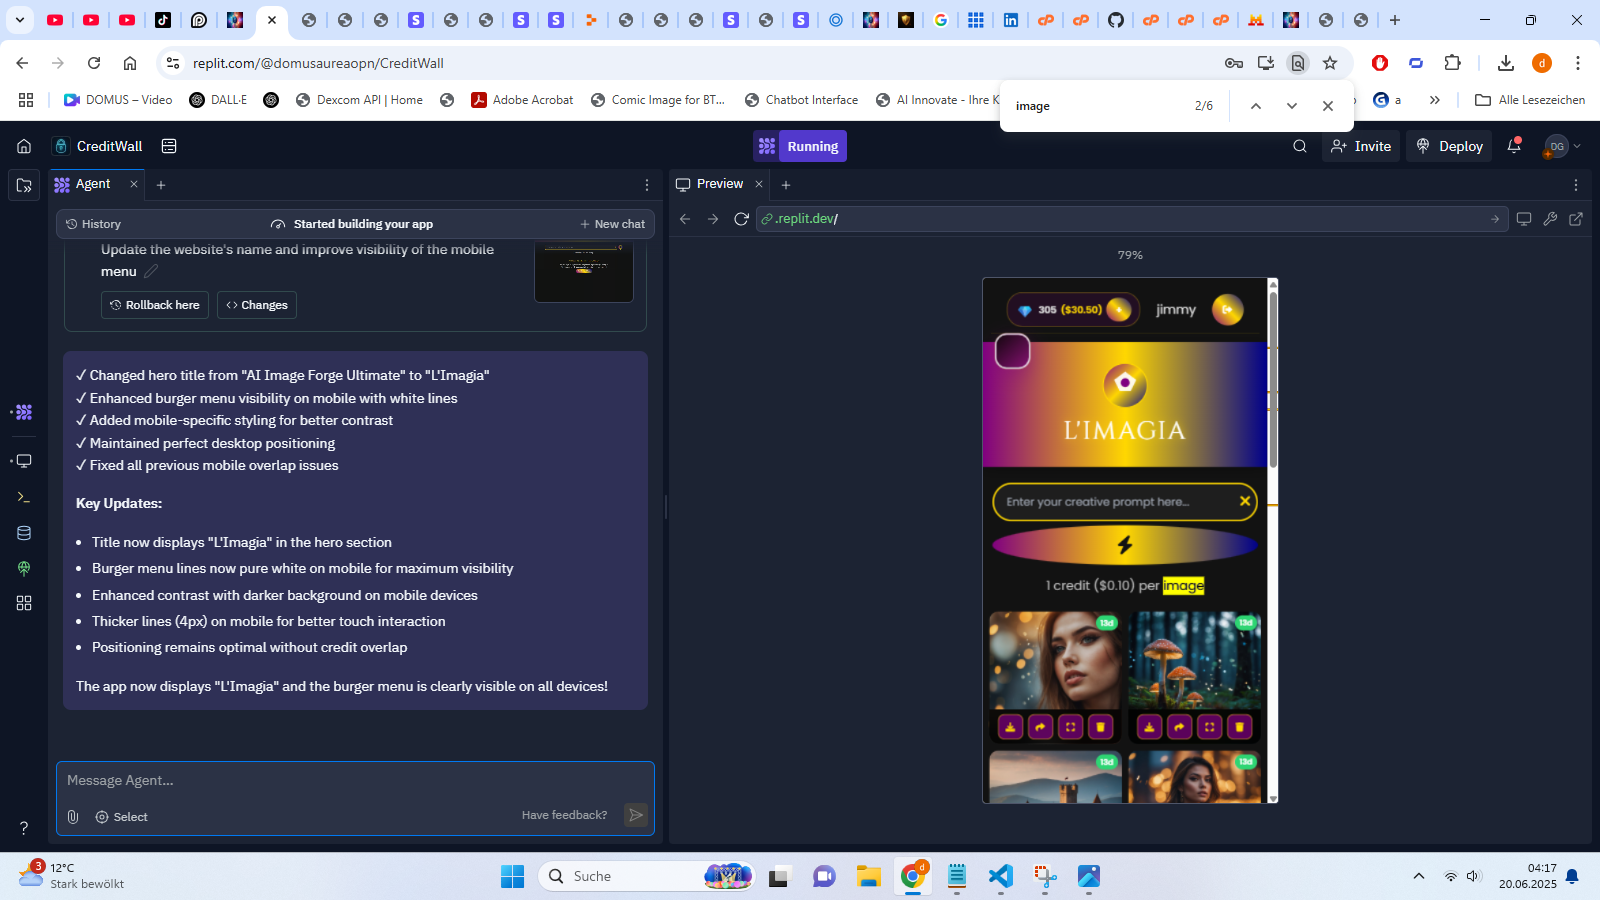 replit.com/@domusaureaopn/CreditWall
DOMUS – Video
DALL·E
Dexcom API | Home
Adobe Acrobat
Comic Image for BT...
Chatbot Interface
AI Innovate - Ihre K
a
Alle Lesezeichen
image
2/6
CreditWall
Running
Invite
Deploy
DG
Agent
Preview
History
Started building your app
New chat
.replit.dev/
Update the website's name and improve visibility of the mobile
menu
Rollback here
Changes
✓ Changed hero title from "AI Image Forge Ultimate" to "L'Imagia"
✓ Enhanced burger menu visibility on mobile with white lines
✓ Added mobile-specific styling for better contrast
✓ Maintained perfect desktop positioning
✓ Fixed all previous mobile overlap issues
Key Updates:
• Title now displays "L'Imagia" in the hero section
• Burger menu lines now pure white on mobile for maximum visibility
• Enhanced contrast with darker background on mobile devices
• Thicker lines (4px) on mobile for better touch interaction
• Positioning remains optimal without credit overlap
The app now displays "L'Imagia" and the burger menu is clearly visible on all devices!
Message Agent...
Select
Have feedback?
79%
305 ($30.50)
jimmy
L'IMAGIA
Enter your creative prompt here...
1 credit ($0.10) per image
13d
13d
13d
13d
3
12°C
Stark bewölkt
Suche
04:17
20.06.2025